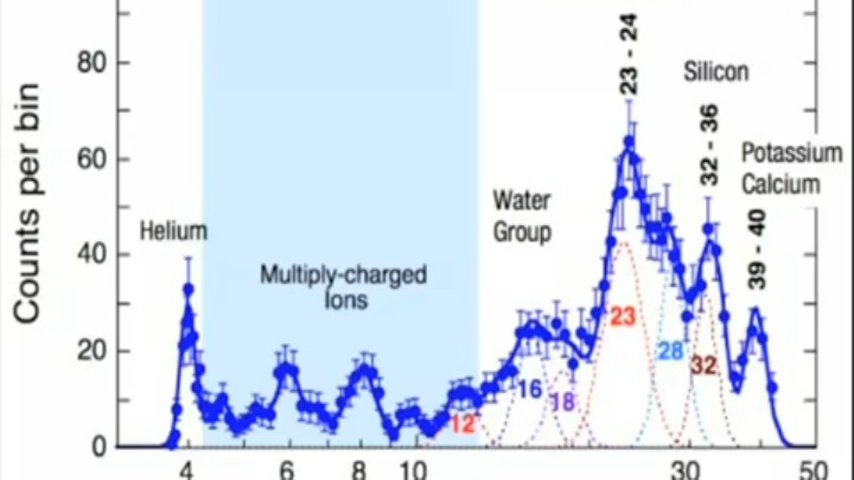 80
60
40
20
0
Counts per bin
Helium
Multiply-charged
Ions
Water
Group
23 - 24
Silicon
32 - 36
Potassium
Calcium
39 - 40
12
16
18
23
28
32
4
6
8
10
30
50